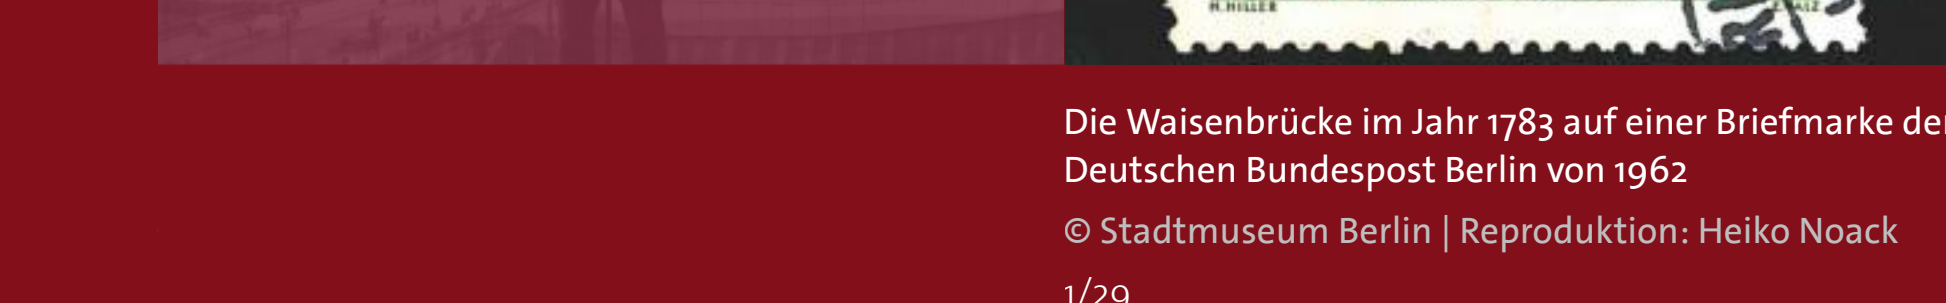 H. HILLER
Die Waisenbrücke im Jahr 1783 auf einer Briefmarke der
Deutschen Bundespost Berlin von 1962
© Stadtmuseum Berlin | Reproduktion: Heiko Noack
1/29